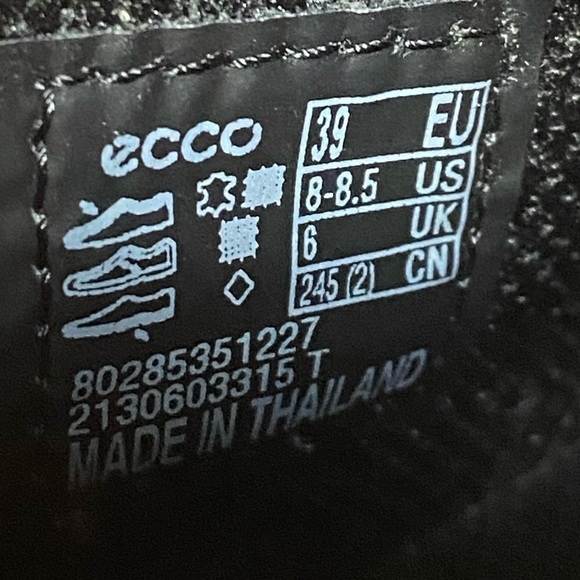 ecco
39 EU
8-8.5 US
6 UK
245 (2) CN
80285351227
2130603315 T
MADE IN THAILAND